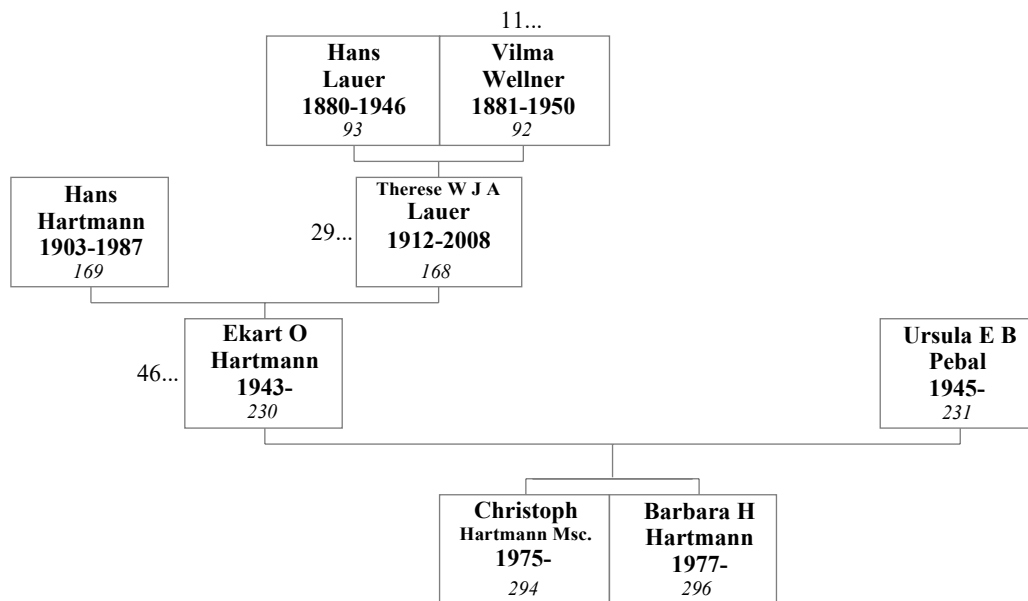 11...
Hans
Lauer
1880-1946
93
Vilma
Wellner
1881-1950
92
Hans
Hartmann
1903-1987
169
29...
Therese W J A
Lauer
1912-2008
168
46...
Ekart O
Hartmann
1943-
230
Ursula E B
Pebal
1945-
231
Christoph
Hartmann Msc.
1975-
294
Barbara H
Hartmann
1977-
296